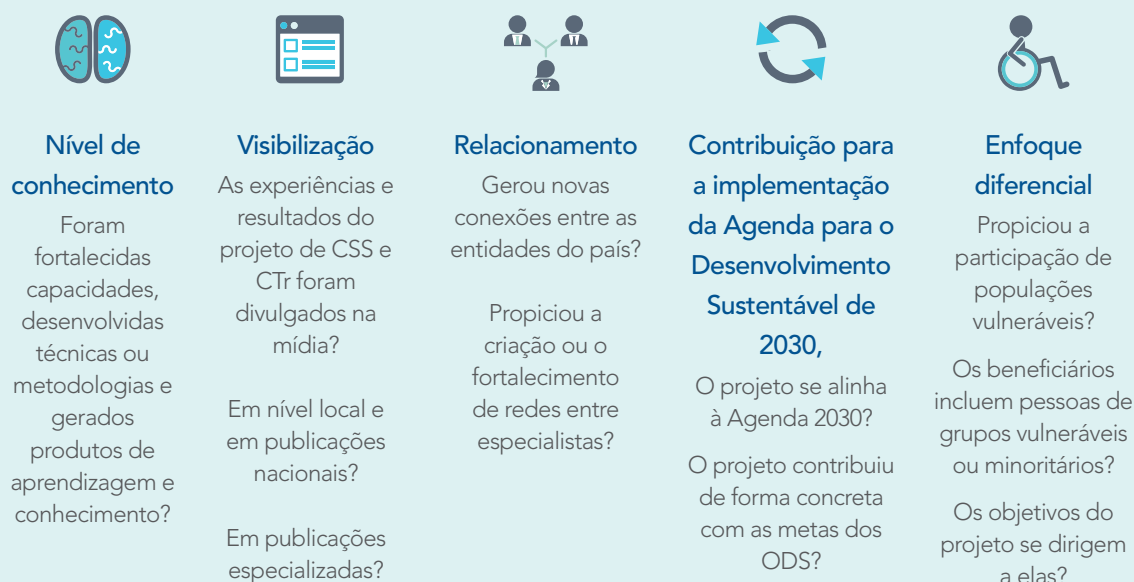 Nível de
conhecimento
Foram
fortalecidas
capacidades,
desenvolvidas
técnicas ou
metodologias e
gerados
produtos de
aprendizagem e
conhecimento?
Visibilização
As experiências e
resultados do
projeto de CSS e
CTr foram
divulgados na
mídia?
Em nível local e
em publicações
nacionais?
Em publicações
especializadas?
Relacionamento
Gerou novas
conexões entre as
entidades do país?
Propiciou a
criação ou o
fortalecimento
de redes entre
especialistas?
Contribuição para
a implementação
da Agenda para o
Desenvolvimento
Sustentável de
2030,
O projeto se alinha
à Agenda 2030?
O projeto contribuiu
de forma concreta
com as metas dos
ODS?
Enfoque
diferencial
Propiciou a
participação de
populações
vulneráveis?
Os beneficiários
incluem pessoas de
grupos vulneráveis
ou minoritários?
Os objetivos do
projeto se dirigem
a elas?